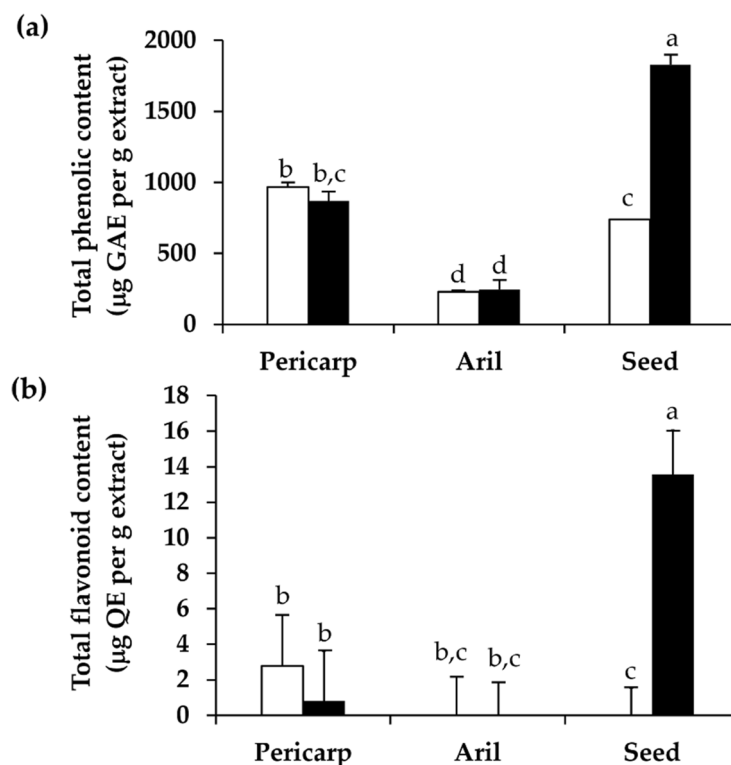 (a)
Total phenolic content
(µg GAE per g extract)
2000
1500
1000
500
0
b
b,c
d
d
c
a
Pericarp
Aril
Seed
(b)
Total flavonoid content
(µg QE per g extract)
18
16
14
12
10
8
6
4
2
0
b
b
b,c
b,c
c
a
Pericarp
Aril
Seed